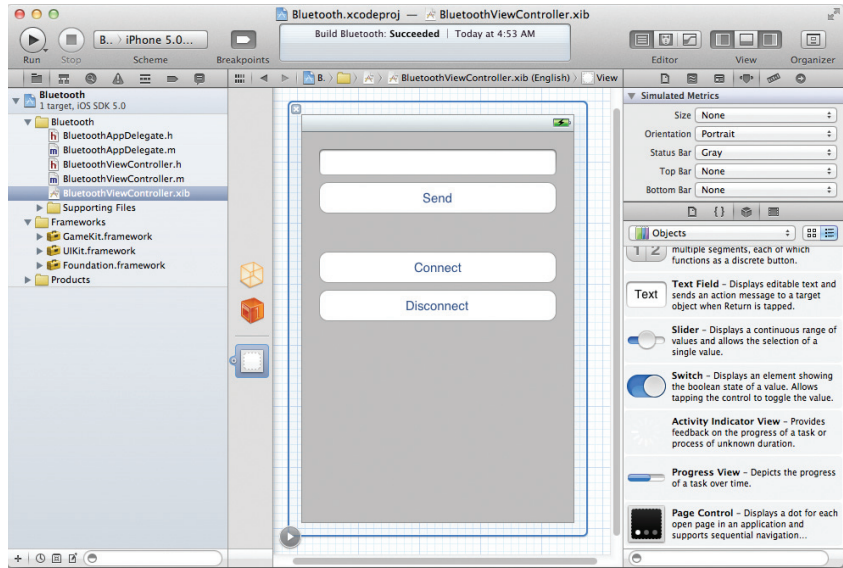 Bluetooth.xcodeproj — BluetoothViewController.xib
B.. iPhone 5.0...
Build Bluetooth: Succeeded | Today at 4:53 AM
Run Stop Scheme Breakpoints Editor View Organizer
B. BluetoothViewController.xib (English) View
Bluetooth
1 target, iOS SDK 5.0
Bluetooth
h BluetoothAppDelegate.h
m BluetoothAppDelegate.m
h BluetoothViewController.h
m BluetoothViewController.m
BluetoothViewController.xib
Supporting Files
Frameworks
GameKit.framework
UIKit.framework
Foundation.framework
Products
Send
Connect
Disconnect
Simulated Metrics
Size None
Orientation Portrait
Status Bar Gray
Top Bar None
Bottom Bar None
{}
Objects
1 2
multiple segments, each of which
functions as a discrete button.
Text
Text Field – Displays editable text and
sends an action message to a target
object when Return is tapped.
Slider – Displays a continuous range of
values and allows the selection of a
single value.
Switch – Displays an element showing
the boolean state of a value. Allows
tapping the control to toggle the value.
Activity Indicator View – Provides
feedback on the progress of a task or
process of unknown duration.
Progress View – Depicts the progress
of a task over time.
Page Control – Displays a dot for each
open page in an application and
supports sequential navigation...